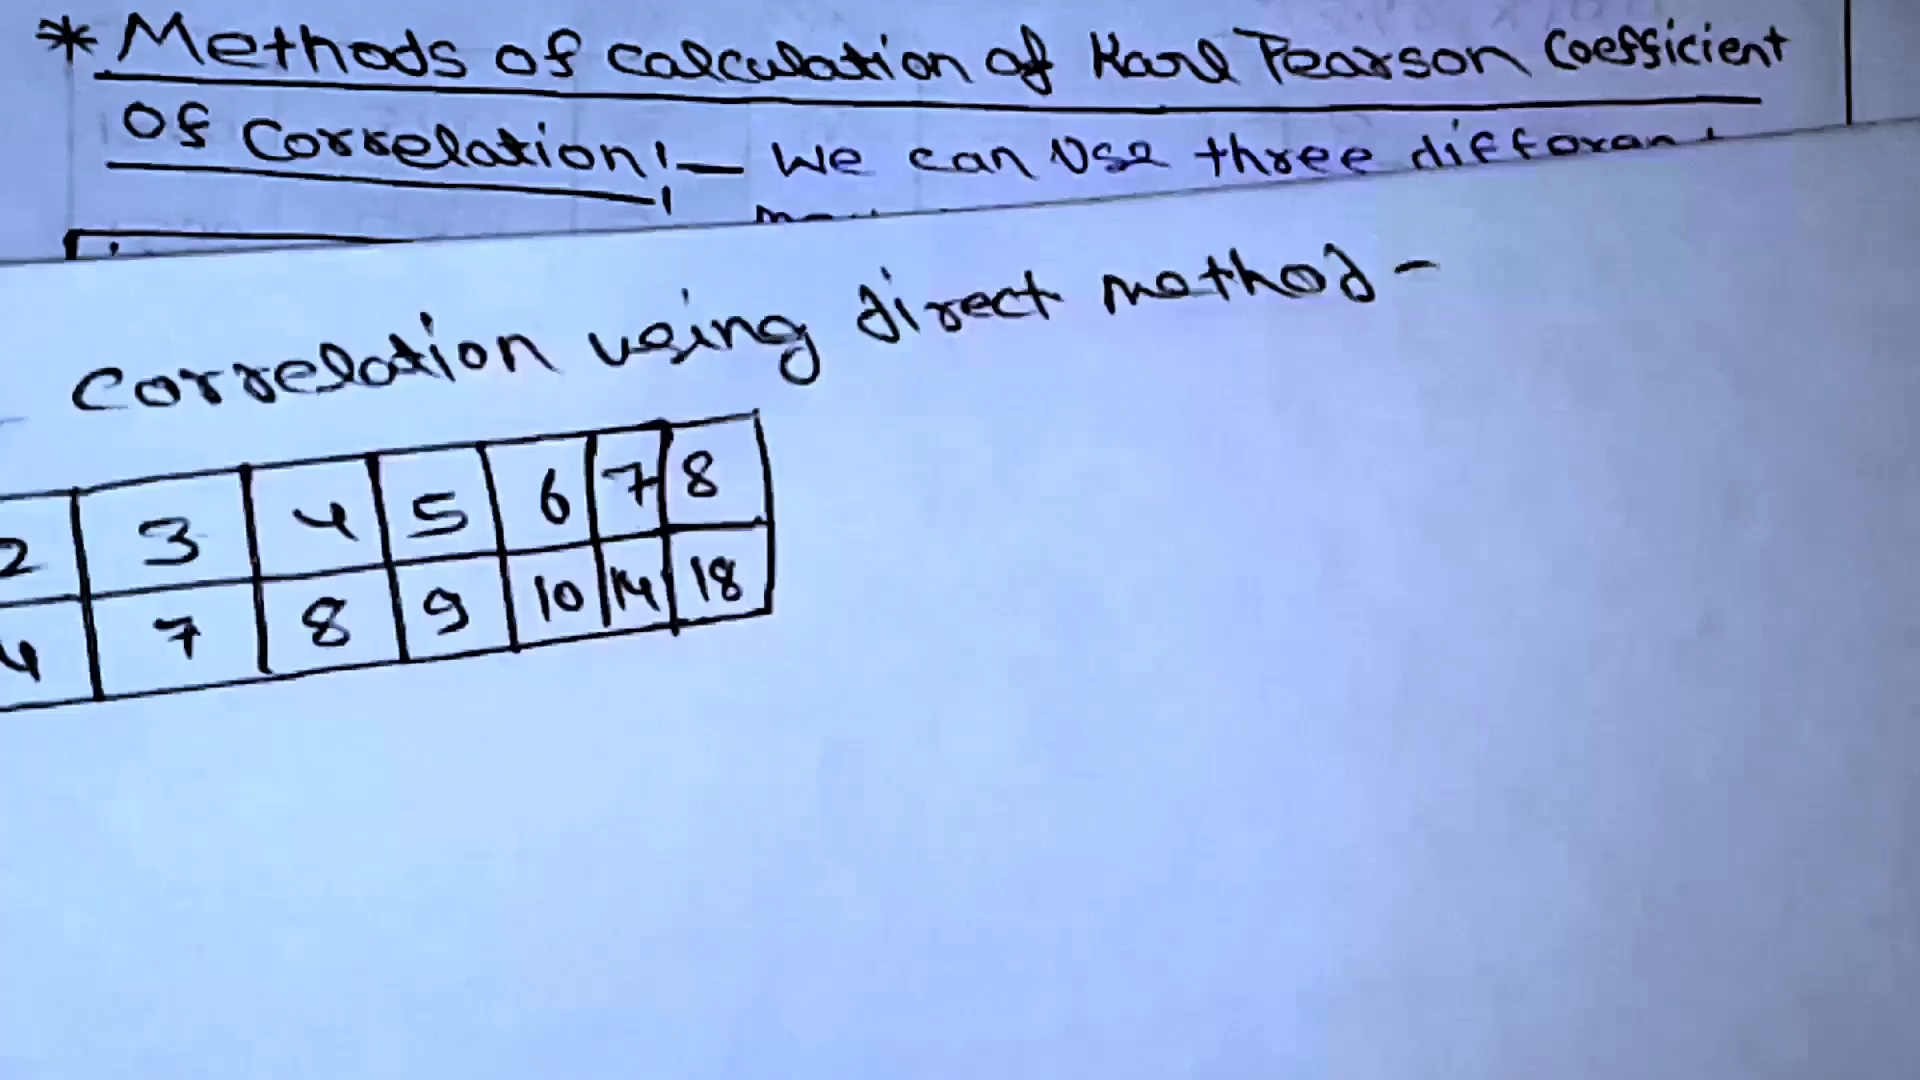 * Methods of calculation of Karl Pearson Coefficient
of Correlation:— We can use three different
Correlation using direct method -
2 3 4 5 6 7 8
4 7 8 9 10 14 18